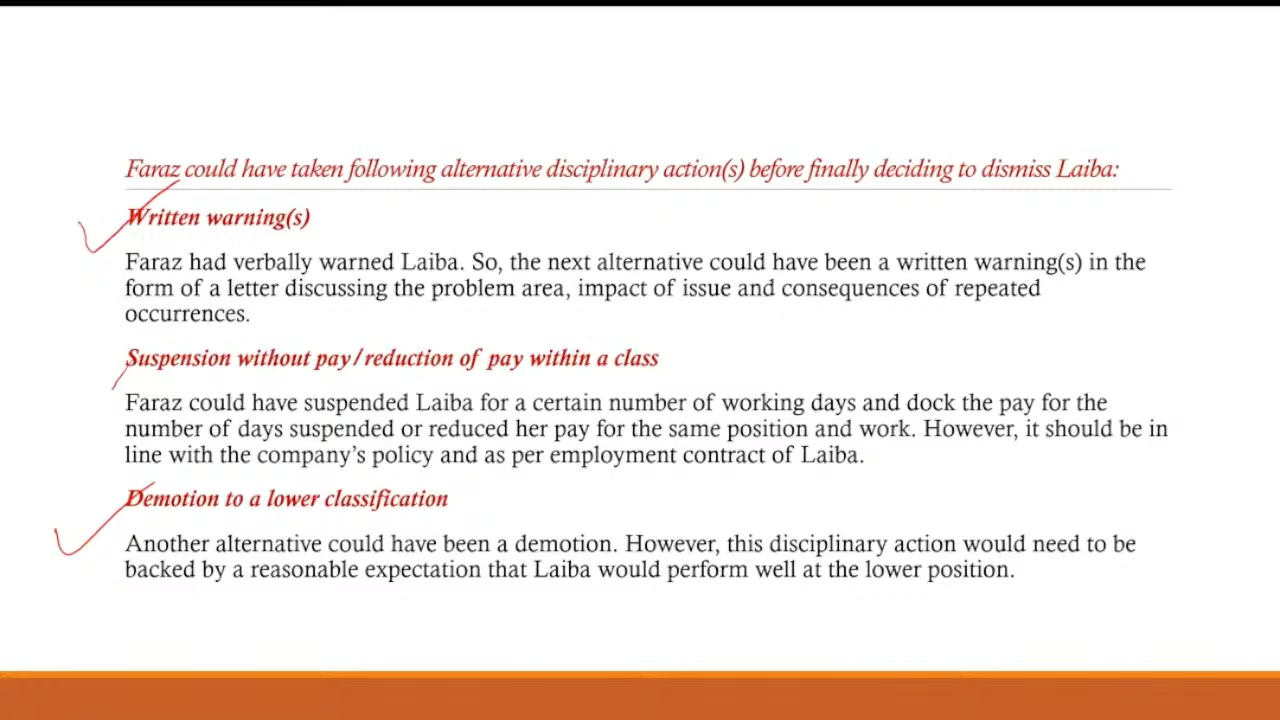 Faraz could have taken following alternative disciplinary action(s) before finally deciding to dismiss Laiba:
Written warning(s)
Faraz had verbally warned Laiba. So, the next alternative could have been a written warning(s) in the
form of a letter discussing the problem area, impact of issue and consequences of repeated
occurrences.
Suspension without pay/reduction of pay within a class
Faraz could have suspended Laiba for a certain number of working days and dock the pay for the
number of days suspended or reduced her pay for the same position and work. However, it should be in
line with the company’s policy and as per employment contract of Laiba.
Demotion to a lower classification
Another alternative could have been a demotion. However, this disciplinary action would need to be
backed by a reasonable expectation that Laiba would perform well at the lower position.